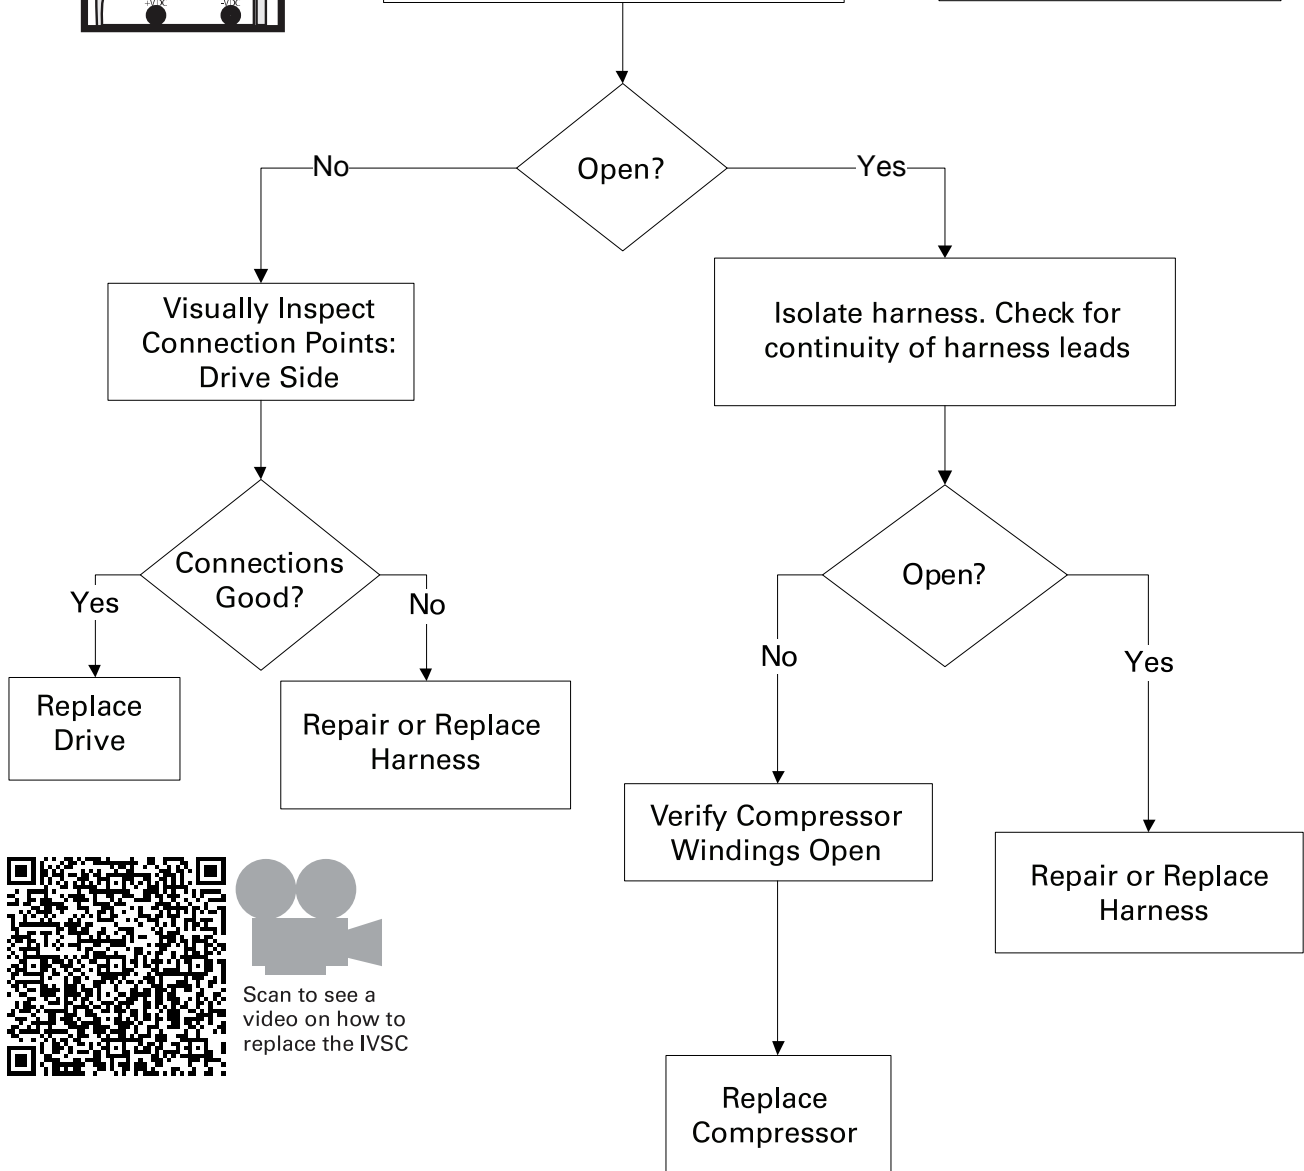 +VDC -VDC
Open?
No
Yes
Visually Inspect
Connection Points:
Drive Side
Isolate harness. Check for
continuity of harness leads
Connections
Good?
Yes
No
Open?
No
Yes
Replace
Drive
Repair or Replace
Harness
Verify Compressor
Windings Open
Repair or Replace
Harness
Scan to see a
video on how to
replace the IVSC
Replace
Compressor